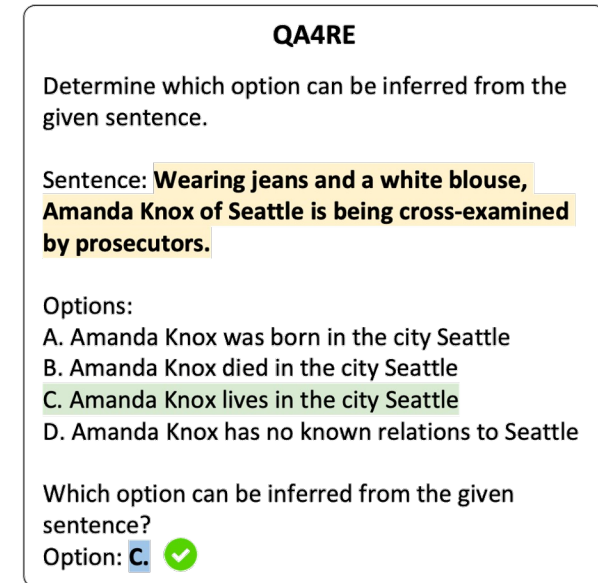 QA4RE
Determine which option can be inferred from the
given sentence.
Sentence: Wearing jeans and a white blouse,
Amanda Knox of Seattle is being cross-examined
by prosecutors.
Options:
A. Amanda Knox was born in the city Seattle
B. Amanda Knox died in the city Seattle
C. Amanda Knox lives in the city Seattle
D. Amanda Knox has no known relations to Seattle
Which option can be inferred from the given
sentence?
Option: C.